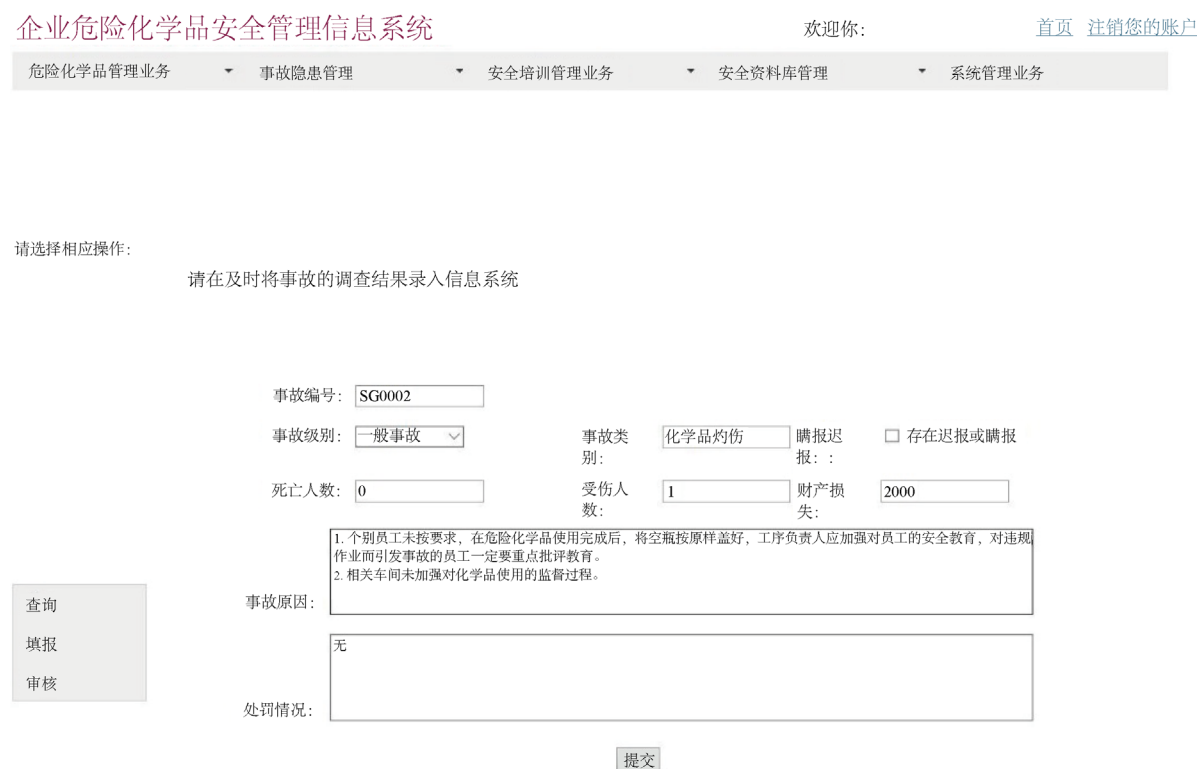 企业危险化学品安全管理信息系统 欢迎你: 首页 注销您的账户
危险化学品管理业务 事故隐患管理 安全培训管理业务 安全资料库管理 系统管理业务
请选择相应操作:
请在及时将事故的调查结果录入信息系统
事故编号: SG0002
事故级别: 一般事故 事故类别: 化学品灼伤 瞒报迟报:: 存在迟报或瞒报
死亡人数: 0 受伤人数: 1 财产损失: 2000
1. 个别员工未按要求，在危险化学品使用完成后，将空瓶按原样盖好，工序负责人应加强对员工的安全教育，对违规
作业而引发事故的员工一定要重点批评教育。
2. 相关车间未加强对化学品使用的监督过程。
事故原因:
查询
填报
审核
无
处罚情况:
提交